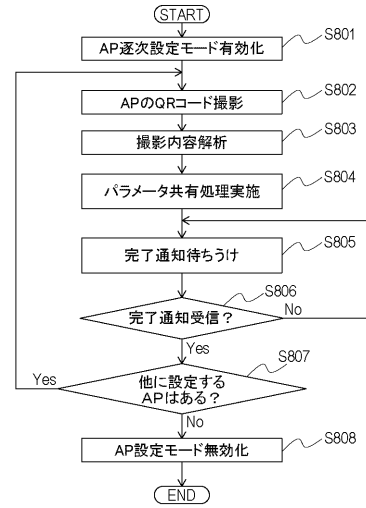 START
AP逐次設定モード有効化
S801
APのQRコード撮影
S802
撮影内容解析
S803
パラメータ共有処理実施
S804
完了通知待ちうけ
S805
完了通知受信？
S806
No
Yes
他に設定する
APはある？
S807
Yes
No
AP設定モード無効化
S808
END